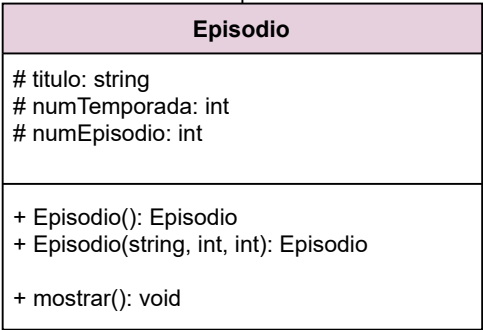 Episodio
# titulo: string
# numTemporada: int
# numEpisodio: int
+ Episodio(): Episodio
+ Episodio(string, int, int): Episodio
+ mostrar(): void